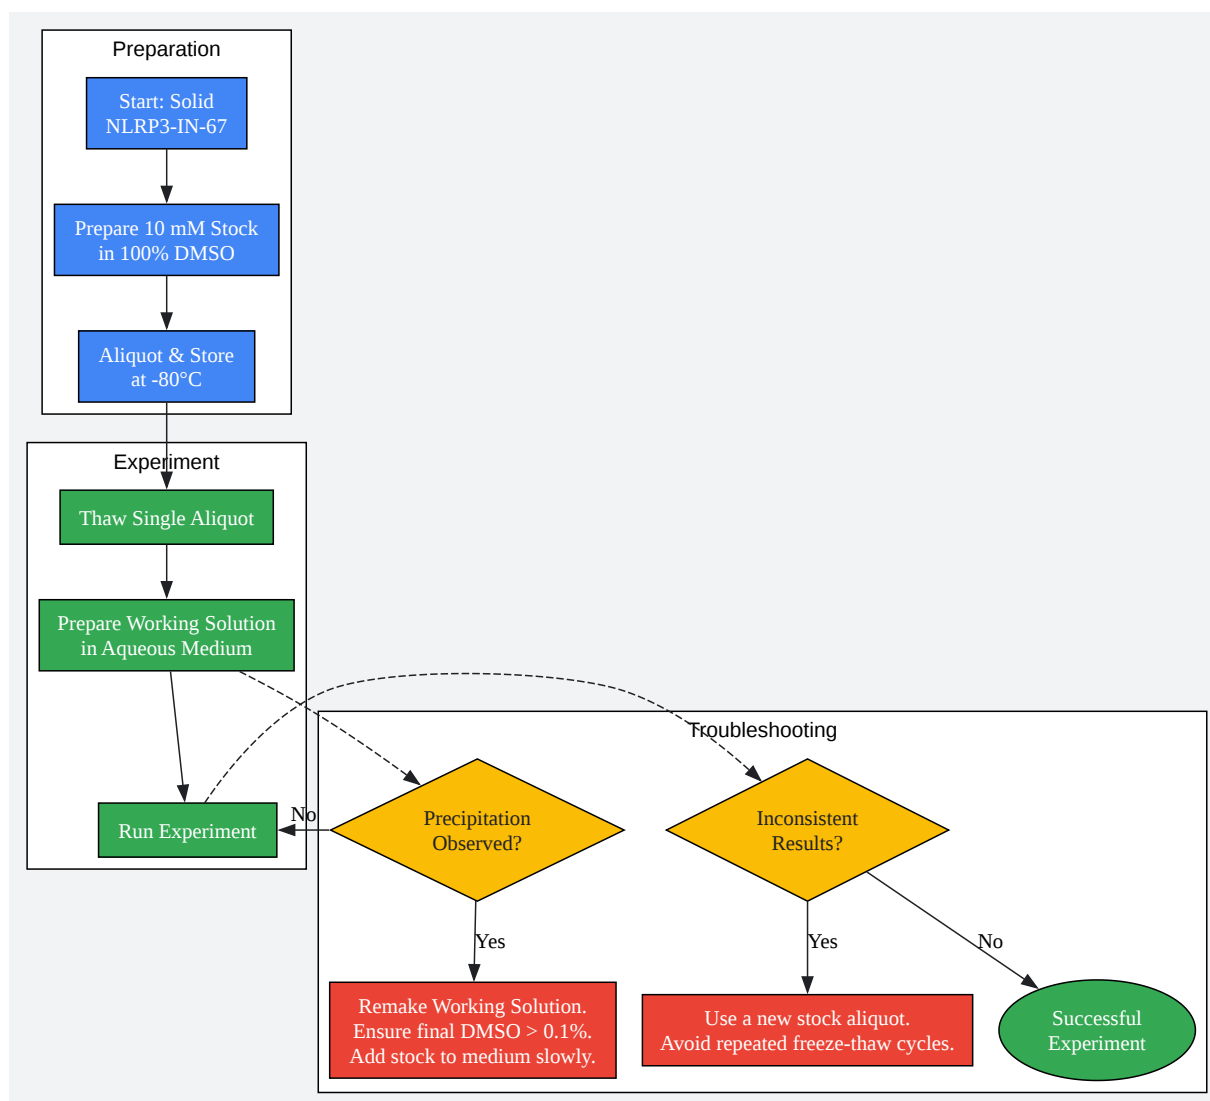 Preparation
Start: Solid
NLRP3-IN-67
Prepare 10 mM Stock
in 100% DMSO
Aliquot & Store
at -80°C
Experiment
Thaw Single Aliquot
Prepare Working Solution
in Aqueous Medium
Run Experiment
No
Troubleshooting
Precipitation
Observed?
Inconsistent
Results?
Yes
Yes
No
Remake Working Solution.
Ensure final DMSO > 0.1%.
Add stock to medium slowly.
Use a new stock aliquot.
Avoid repeated freeze-thaw cycles.
Successful
Experiment